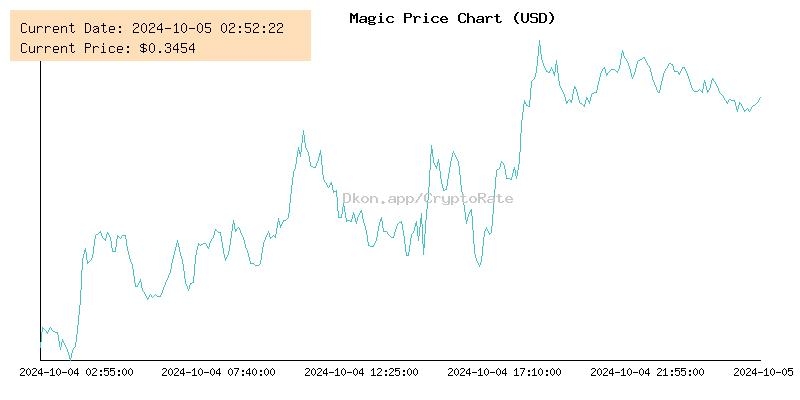 Magic Price Chart (USD)
Current Date: 2024-10-05 02:52:22
Current Price: $0.3454
Dkon.app/CryptoRate
2024-10-04 02:55:00 2024-10-04 07:40:00 2024-10-04 12:25:00 2024-10-04 17:10:00 2024-10-04 21:55:00 2024-10-05